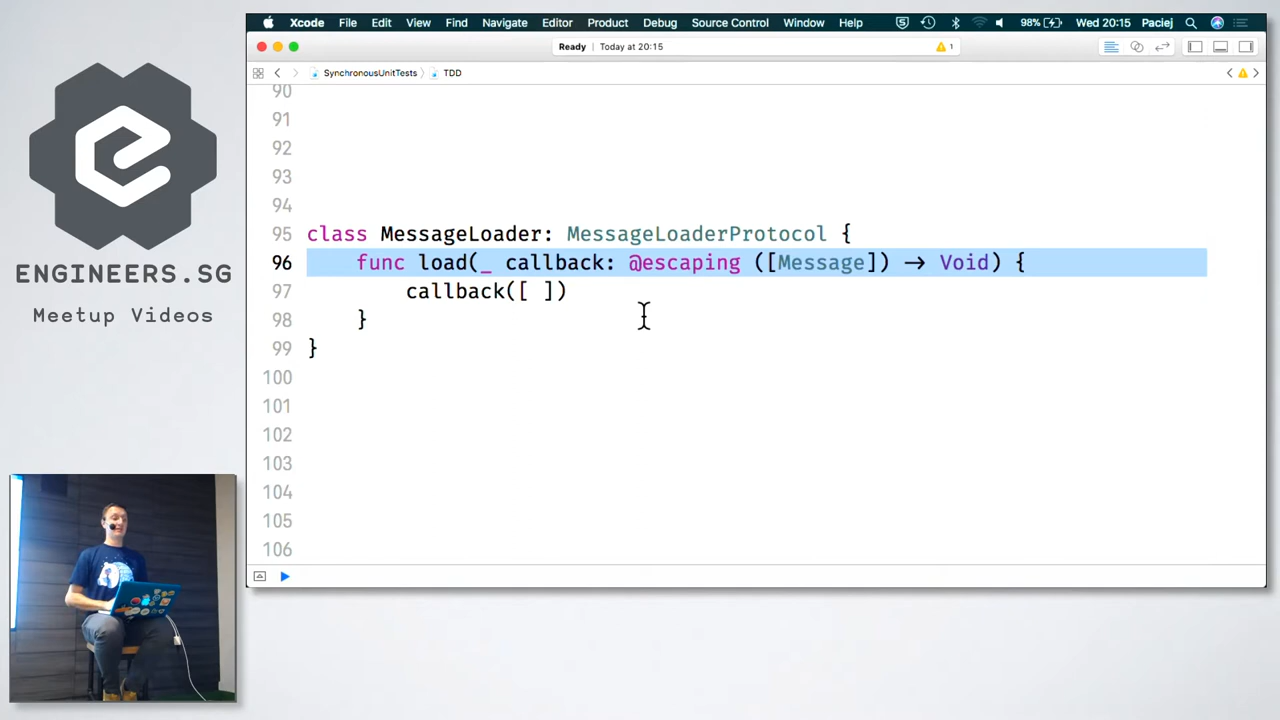 Xcode File Edit View Find Navigate Editor Product Debug Source Control Window Help 98% Wed 20:15 Paciej
Ready | Today at 20:15
1
SynchronousUnitTests TDD
90
91
92
93
94
95 class MessageLoader: MessageLoaderProtocol {
96 func load(_ callback: @escaping ([Message]) -> Void) {
97 callback([ ])
98 }
99 }
100
101
102
103
104
105
106
ENGINEERS.SG
Meetup Videos